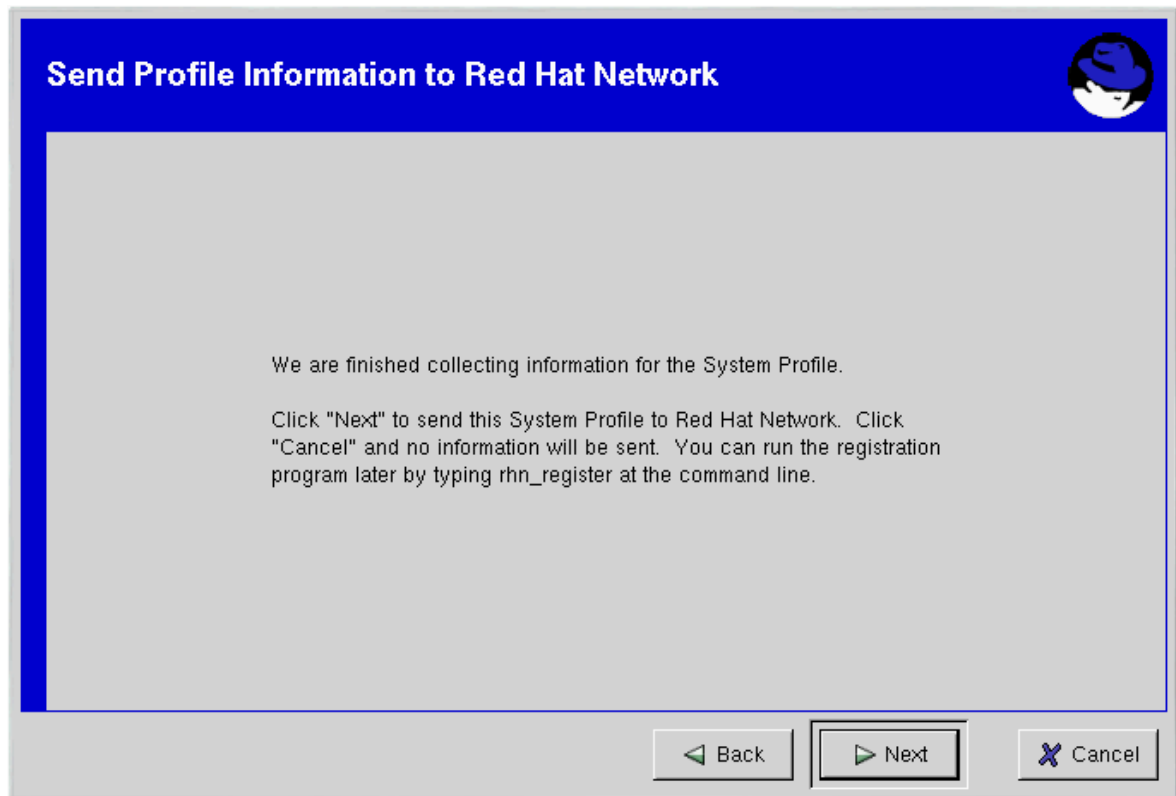 Send Profile Information to Red Hat Network
We are finished collecting information for the System Profile.
Click "Next" to send this System Profile to Red Hat Network.  Click
"Cancel" and no information will be sent.  You can run the registration
program later by typing rhn_register at the command line.
Back
Next
Cancel